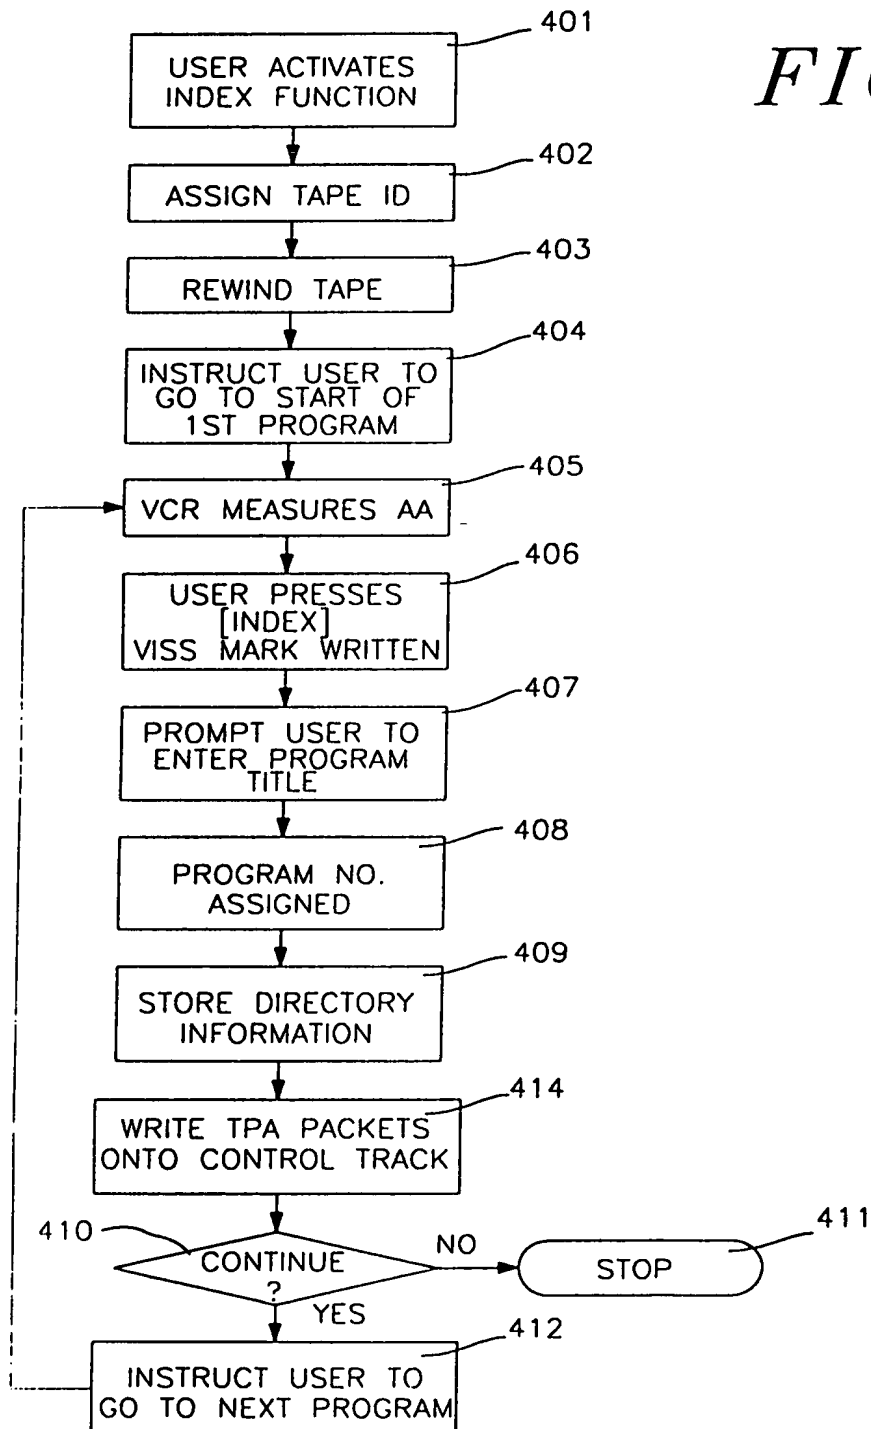 401
FI
USER ACTIVATES
INDEX FUNCTION
402
ASSIGN TAPE ID
403
REWIND TAPE
404
INSTRUCT USER TO
GO TO START OF
1ST PROGRAM
405
VCR MEASURES AA
406
USER PRESSES
[INDEX]
VISS MARK WRITTEN
407
PROMPT USER TO
ENTER PROGRAM
TITLE
408
PROGRAM NO.
ASSIGNED
409
STORE DIRECTORY
INFORMATION
414
WRITE TPA PACKETS
ONTO CONTROL TRACK
410
CONTINUE
?
NO
411
STOP
YES
412
INSTRUCT USER TO
GO TO NEXT PROGRAM